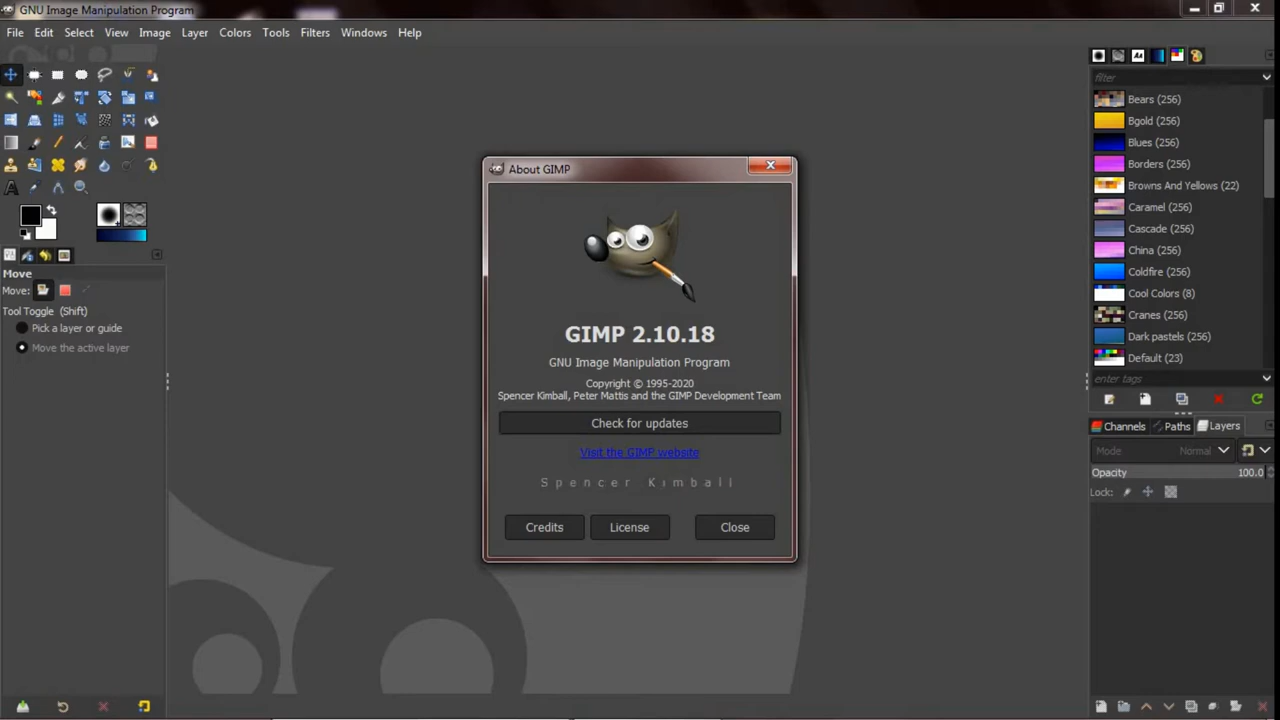 GNU Image Manipulation Program
File Edit Select View Image Layer Colors Tools Filters Windows Help
Move
Move:
Tool Toggle (Shift)
Pick a layer or guide
Move the active layer
About GIMP
GIMP 2.10.18
GNU Image Manipulation Program
Copyright © 1995-2020
Spencer Kimball, Peter Mattis and the GIMP Development Team
Check for updates
Visit the GIMP website
Spencer Kimball
Credits License Close
filter
Bears (256)
Bgold (256)
Blues (256)
Borders (256)
Browns And Yellows (22)
Caramel (256)
Cascade (256)
China (256)
Coldfire (256)
Cool Colors (8)
Cranes (256)
Dark pastels (256)
Default (23)
enter tags
Channels Paths Layers
Mode Normal
Opacity 100.0
Lock: